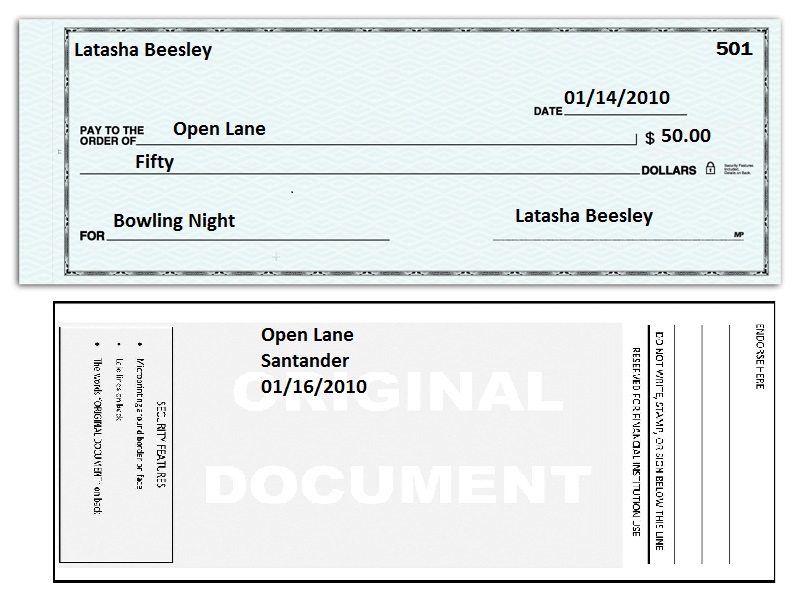 Latasha Beesley
501
01/14/2010
DATE
PAY TO THE
ORDER OF
Open Lane
$ 50.00
Fifty
DOLLARS
Security Features
Included.
Details on Back.
FOR
Bowling Night
Latasha Beesley
MP
Open Lane
Santander
01/16/2010
ORIGINAL
DOCUMENT
SECURITY FEATURES
• Microprinting around border on face
• on back
• The words "ORIGINAL DOCUMENT" on back
ENDORSE HERE
DO NOT WRITE, STAMP, OR SIGN BELOW THIS LINE
RESERVED FOR FINANCIAL INSTITUTION USE